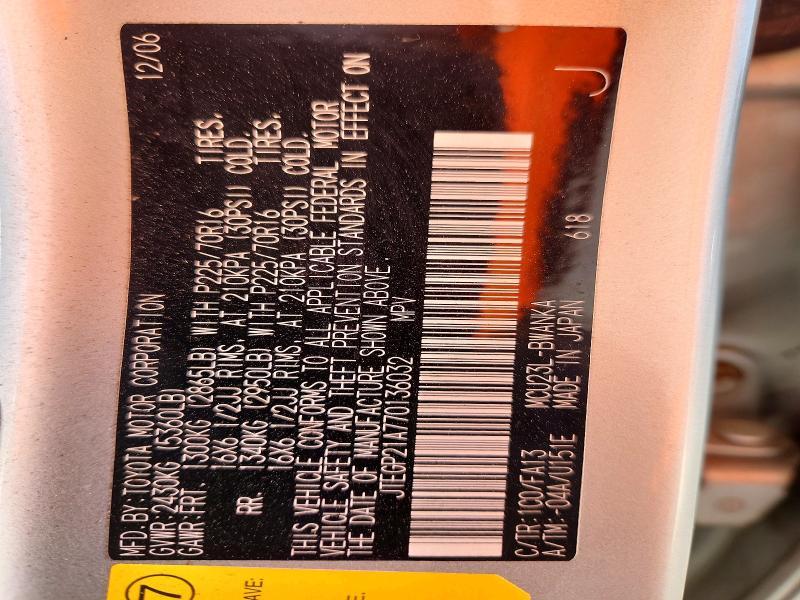 MFD.BY:TOYOTA MOTOR CORPORATION 12/06
GVWR:2430KG (5360LB)
GAWR:FRT. 1300KG (2865LB) WITH P225/70R16 TIRES,
16X6 1/2JJ RIMS, AT 210KPA (30PSI) COLD.
RR. 1340KG (2950LB) WITH P225/70R16 TIRES,
16X6 1/2JJ RIMS, AT 210KPA (30PSI) COLD.
THIS VEHICLE CONFORMS TO ALL APPLICABLE FEDERAL MOTOR
VEHICLE SAFETY AND THEFT PREVENTION STANDARDS IN EFFECT ON
THE DATE OF MANUFACTURE SHOWN ABOVE.
JTEGP21A770136032 MPV
C/TR:1C0/FA13 MCU23L-BWANKA 618 J
A/TM:-04A/U151E MADE IN JAPAN
7
AVE:
E.